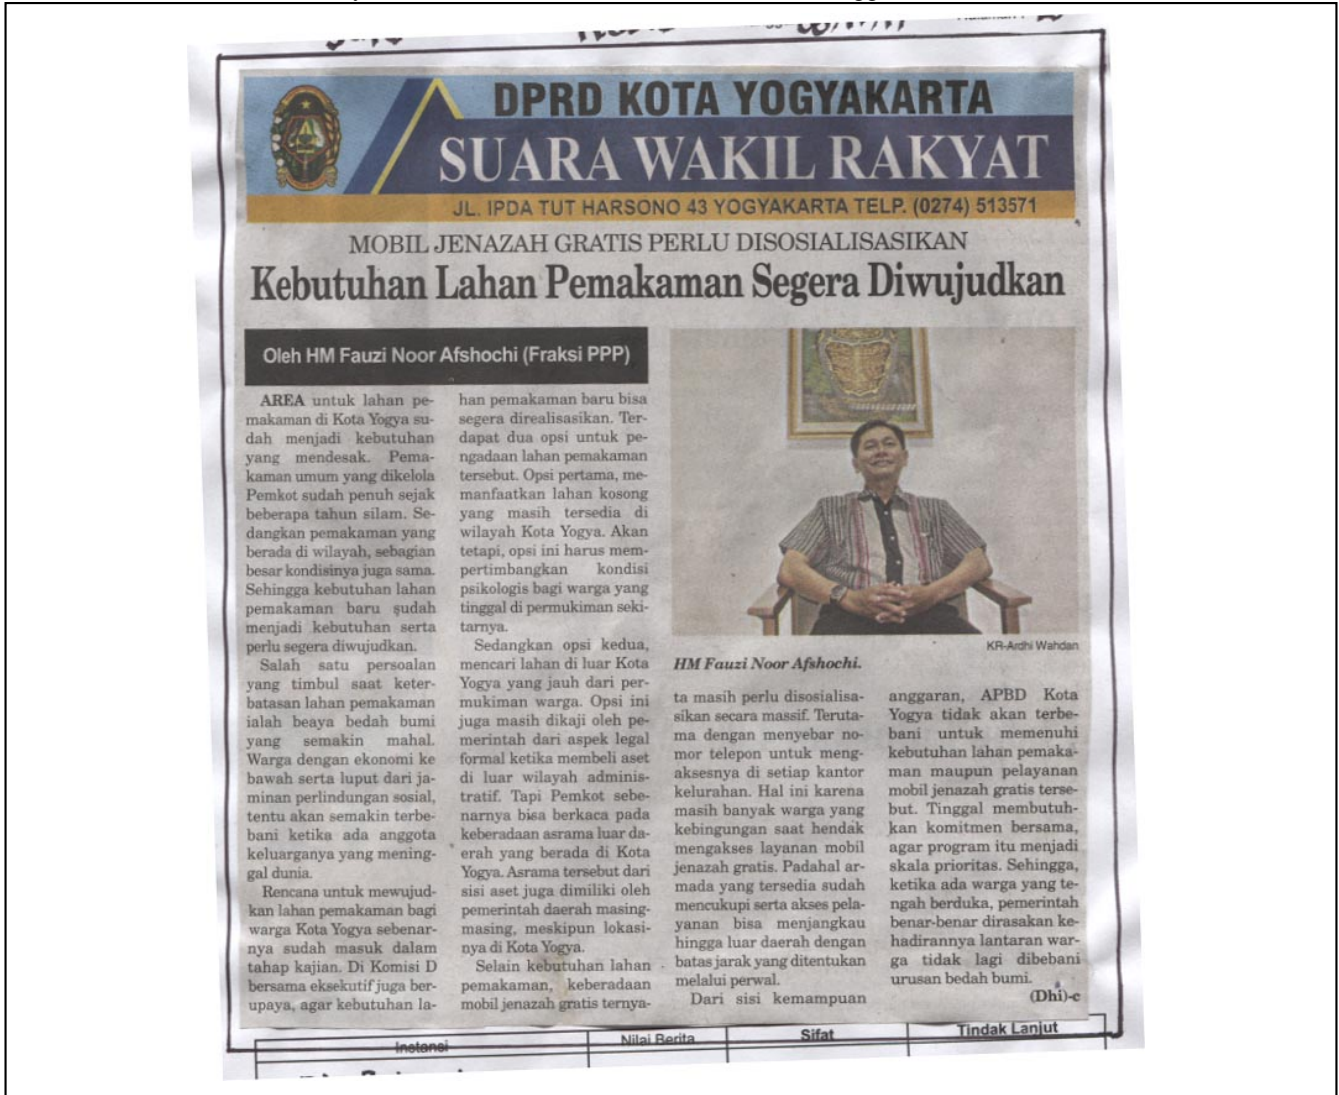 DPRD KOTA YOGYAKARTA
SUARA WAKIL RAKYAT
JL. IPDA TUT HARSONO 43 YOGYAKARTA TELP. (0274) 513571
MOBIL JENAZAH GRATIS PERLU DISOSIALISASIKAN
Kebutuhan Lahan Pemakaman Segera Diwujudkan
Oleh HM Fauzi Noor Afshochi (Fraksi PPP)
AREA untuk lahan pe-
makaman di Kota Yogya su-
dah menjadi kebutuhan
yang mendesak. Pema-
kaman umum yang dikelola
Pemkot sudah penuh sejak
beberapa tahun silam. Se-
dangkan pemakaman yang
berada di wilayah, sebagian
besar kondisinya juga sama.
Sehingga kebutuhan lahan
pemakaman baru sudah
menjadi kebutuhan serta
perlu segera diwujudkan.
Salah satu persoalan
yang timbul saat keter-
batasan lahan pemakaman
ialah beaya bedah bumi
yang semakin mahal.
Warga dengan ekonomi ke
bawah serta luput dari ja-
minan perlindungan sosial,
tentu akan semakin terbe-
bani ketika ada anggota
keluarganya yang mening-
gal dunia.
Rencana untuk mewujud-
kan lahan pemakaman bagi
warga Kota Yogya sebenar-
nya sudah masuk dalam
tahap kajian. Di Komisi D
bersama eksekutif juga ber-
upaya, agar kebutuhan la-
han pemakaman baru bisa
segera direalisasikan. Ter-
dapat dua opsi untuk pe-
ngadaan lahan pemakaman
tersebut. Opsi pertama, me-
manfaatkan lahan kosong
yang masih tersedia di
wilayah Kota Yogya. Akan
tetapi, opsi ini harus mem-
pertimbangkan kondisi
psikologis bagi warga yang
tinggal di permukiman seki-
tarnya.
Sedangkan opsi kedua,
mencari lahan di luar Kota
Yogya yang jauh dari per-
mukiman warga. Opsi ini
juga masih dikaji oleh pe-
merintah dari aspek legal
formal ketika membeli aset
di luar wilayah adminis-
tratif. Tapi Pemkot sebe-
narnya bisa berkaca pada
keberadaan asrama luar da-
erah yang berada di Kota
Yogya. Asrama tersebut dari
sisi aset juga dimiliki oleh
pemerintah daerah masing-
masing, meskipun lokasi-
nya di Kota Yogya.
Selain kebutuhan lahan
pemakaman, keberadaan
mobil jenazah gratis ternya-
KR-Ardhi Wahdan
HM Fauzi Noor Afshochi.
ta masih perlu disosialisa-
sikan secara massif. Teruta-
ma dengan menyebar no-
mor telepon untuk meng-
aksesnya di setiap kantor
kelurahan. Hal ini karena
masih banyak warga yang
kebingungan saat hendak
mengakses layanan mobil
jenazah gratis. Padahal ar-
mada yang tersedia sudah
mencukupi serta akses pela-
yanan bisa menjangkau
hingga luar daerah dengan
batas jarak yang ditentukan
melalui perwal.
Dari sisi kemampuan
anggaran, APBD Kota
Yogya tidak akan terbe-
bani untuk memenuhi
kebutuhan lahan pemaka-
man maupun pelayanan
mobil jenazah gratis terse-
but. Tinggal membutuh-
kan komitmen bersama,
agar program itu menjadi
skala prioritas. Sehingga,
ketika ada warga yang te-
ngah berduka, pemerintah
benar-benar dirasakan ke-
hadirannya lantaran war-
ga tidak lagi dibebani
urusan bedah bumi.
(Dhi)-c
Instansi Nilai Berita Sifat Tindak Lanjut